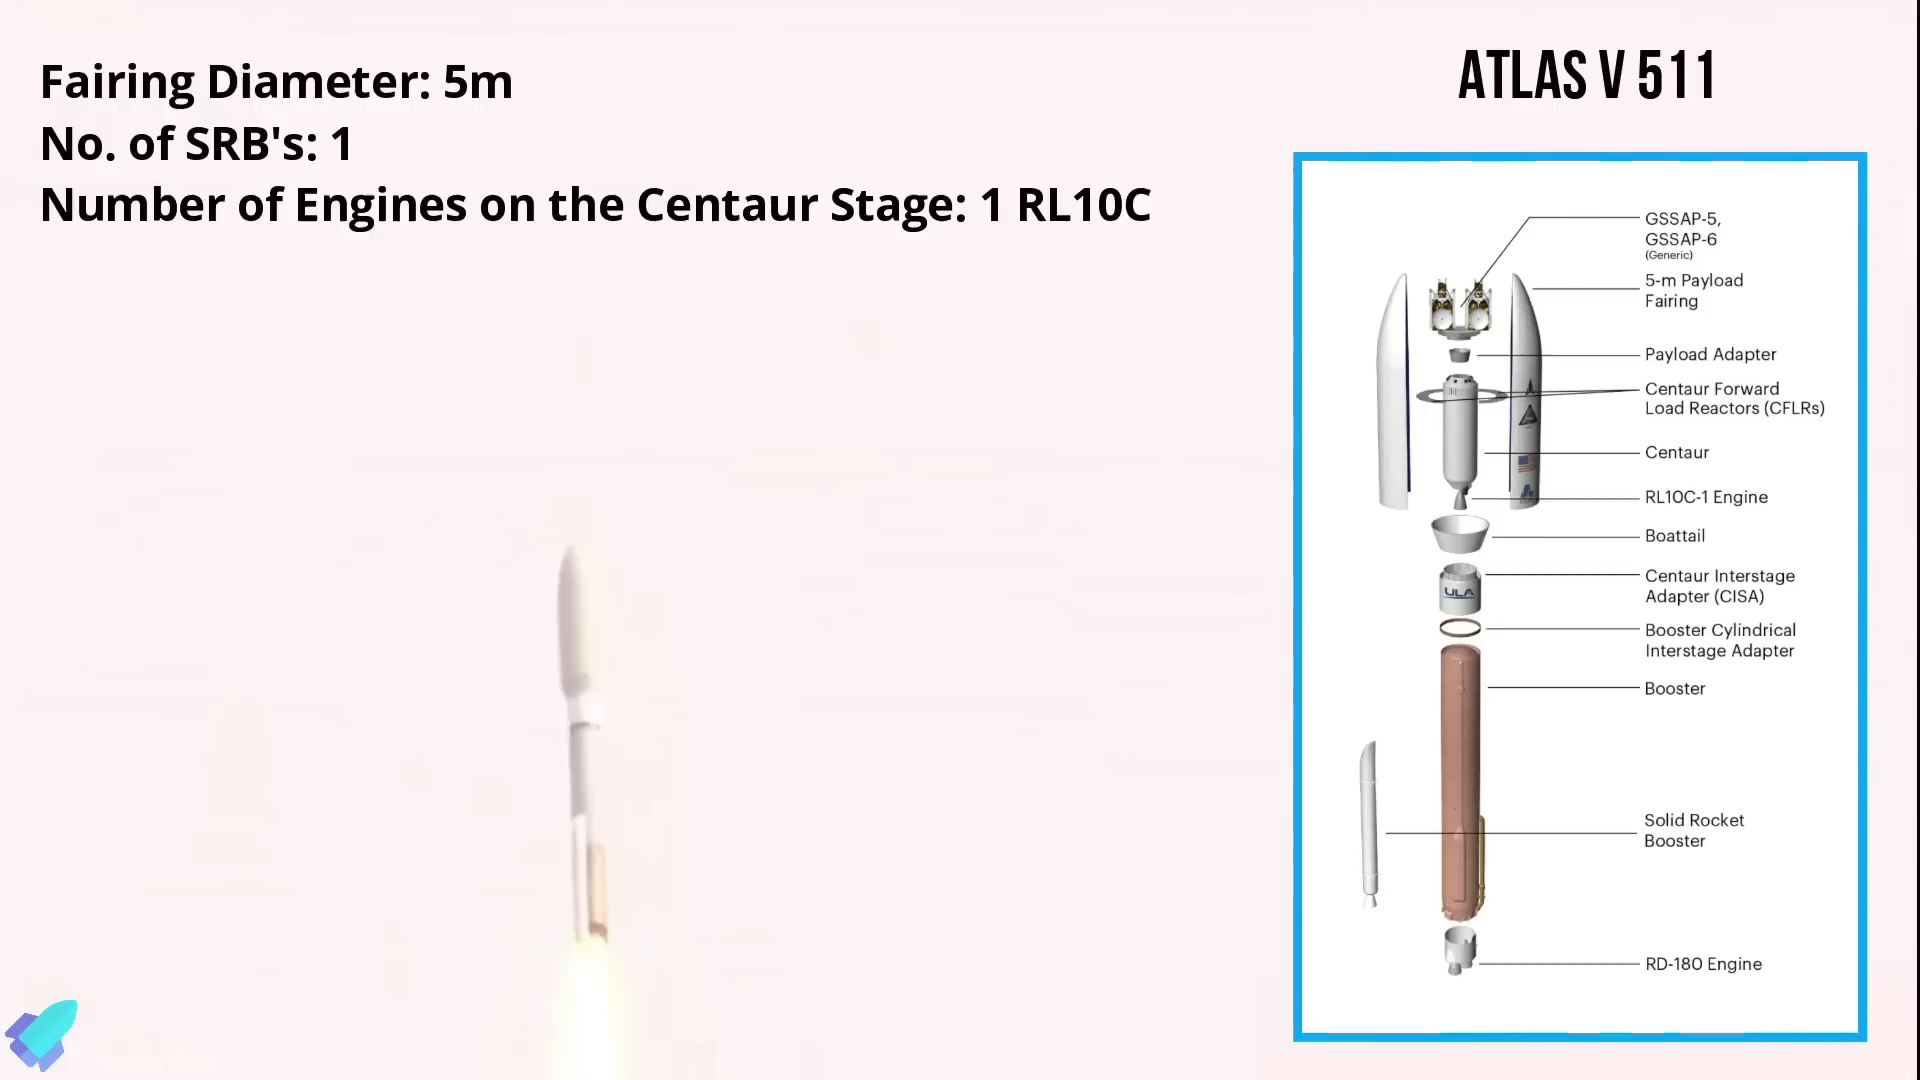 Fairing Diameter: 5m
No. of SRB's: 1
Number of Engines on the Centaur Stage: 1 RL10C
ATLAS V 511
GSSAP-5,
GSSAP-6
(Generic)
5-m Payload
Fairing
Payload Adapter
Centaur Forward
Load Reactors (CFLRs)
Centaur
RL10C-1 Engine
Boattail
Centaur Interstage
Adapter (CISA)
ULA
Booster Cylindrical
Interstage Adapter
Booster
Solid Rocket
Booster
RD-180 Engine